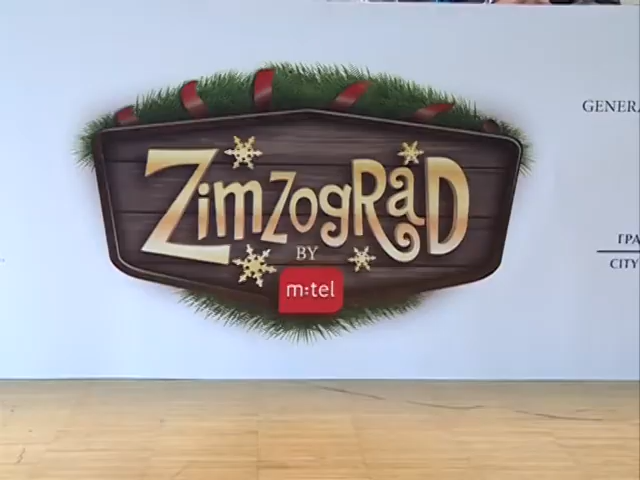 ZimzogRaD
BY
m:tel
GENERA
ГРА
CITY